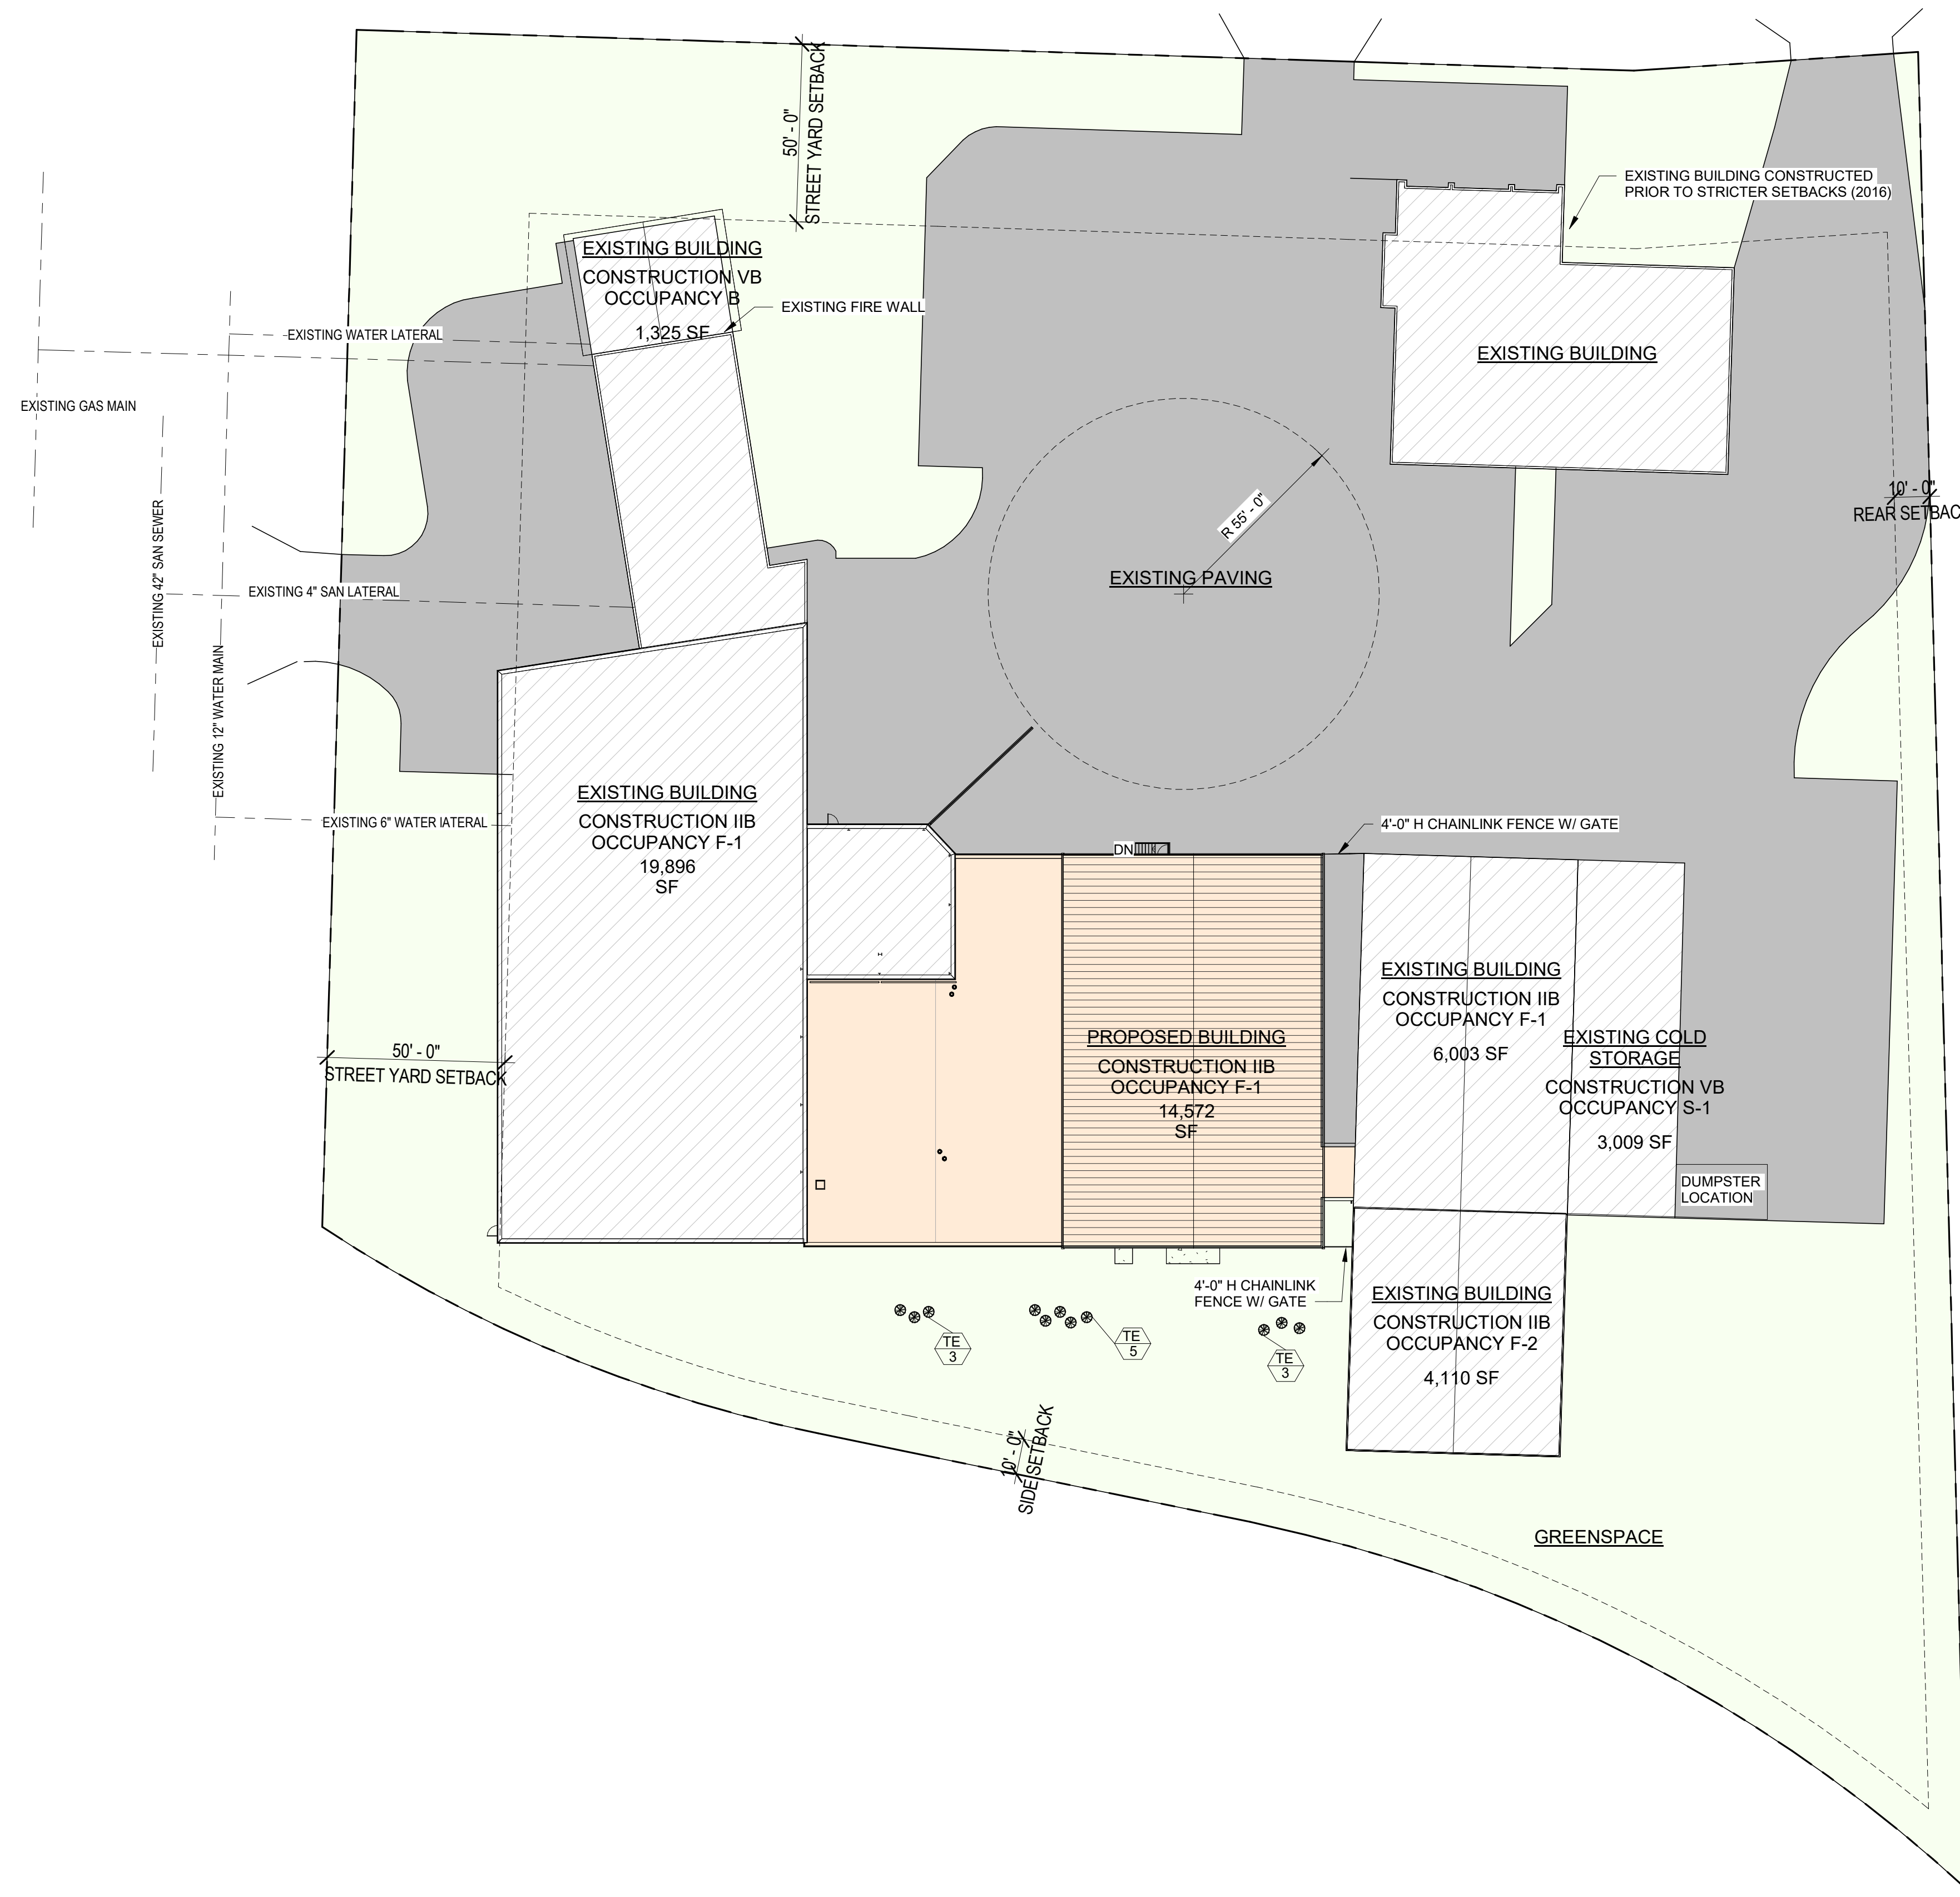 50' - 0"
STREET YARD SETBACK
EXISTING BUILDING CONSTRUCTED
PRIOR TO STRICTER SETBACKS (2016)
EXISTING BUILDING
CONSTRUCTION VB
OCCUPANCY B
1,325 SF
EXISTING FIRE WALL
EXISTING WATER LATERAL
EXISTING BUILDING
EXISTING GAS MAIN
10' - 0"
REAR SETBAC
R 55' - 0"
EXISTING 42" SAN SEWER
EXISTING PAVING
EXISTING 4" SAN LATERAL
EXISTING 12" WATER MAIN
EXISTING BUILDING
CONSTRUCTION IIB
OCCUPANCY F-1
19,896
SF
EXISTING 6" WATER lATERAL
4'-0" H CHAINLINK FENCE W/ GATE
DN
EXISTING BUILDING
CONSTRUCTION IIB
OCCUPANCY F-1
6,003 SF
PROPOSED BUILDING
CONSTRUCTION IIB
OCCUPANCY F-1
14,572
SF
EXISTING COLD
STORAGE
CONSTRUCTION VB
OCCUPANCY S-1
3,009 SF
50' - 0"
STREET YARD SETBACK
DUMPSTER
LOCATION
4'-0" H CHAINLINK
FENCE W/ GATE
EXISTING BUILDING
CONSTRUCTION IIB
OCCUPANCY F-2
4,110 SF
TE
3
TE
5
TE
3
10' - 0"
SIDE SETBACK
GREENSPACE